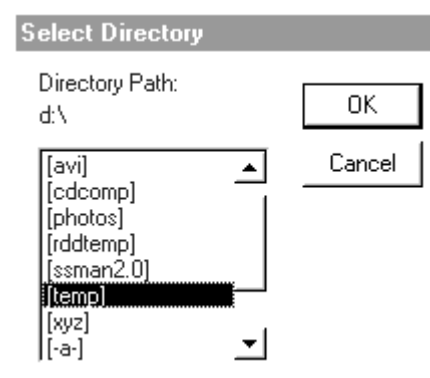 Select Directory
Directory Path:
d:\
OK
Cancel
[avi]
[cdcomp]
[photos]
[rddtemp]
[ssman2.0]
[temp]
[xyz]
[-a-]